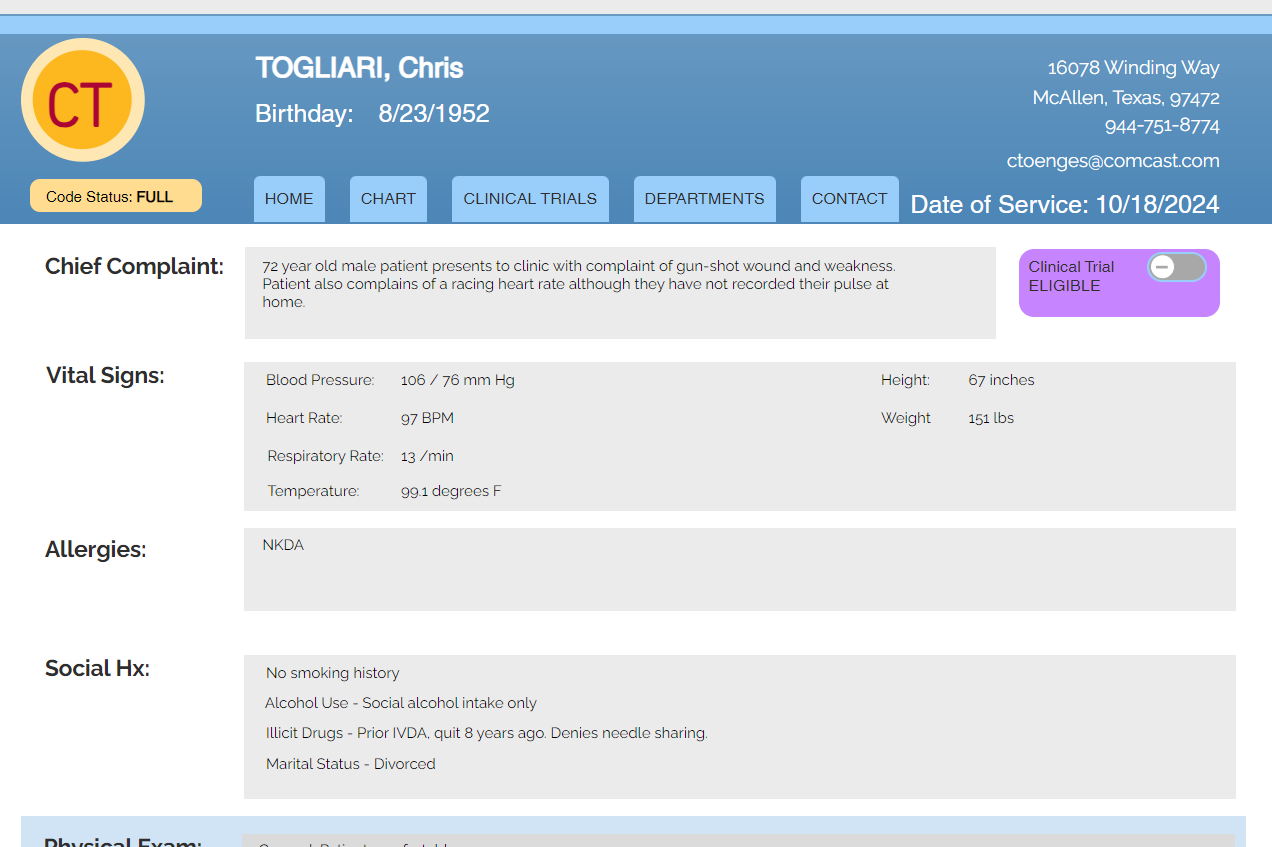 CT
TOGLIARI, Chris
Birthday: 8/23/1952
16078 Winding Way
McAllen, Texas, 97472
944-751-8774
ctoenges@comcast.com
Code Status: FULL
HOME
CHART
CLINICAL TRIALS
DEPARTMENTS
CONTACT
Date of Service: 10/18/2024
Chief Complaint:
72 year old male patient presents to clinic with complaint of gun-shot wound and weakness.
Patient also complains of a racing heart rate although they have not recorded their pulse at
home.
Clinical Trial
ELIGIBLE
Vital Signs:
Blood Pressure: 106 / 76 mm Hg
Height: 67 inches
Heart Rate: 97 BPM
Weight 151 lbs
Respiratory Rate: 13 /min
Temperature: 99.1 degrees F
Allergies:
NKDA
Social Hx:
No smoking history
Alcohol Use - Social alcohol intake only
Illicit Drugs - Prior IVDA, quit 8 years ago. Denies needle sharing.
Marital Status - Divorced
Physical Exam: